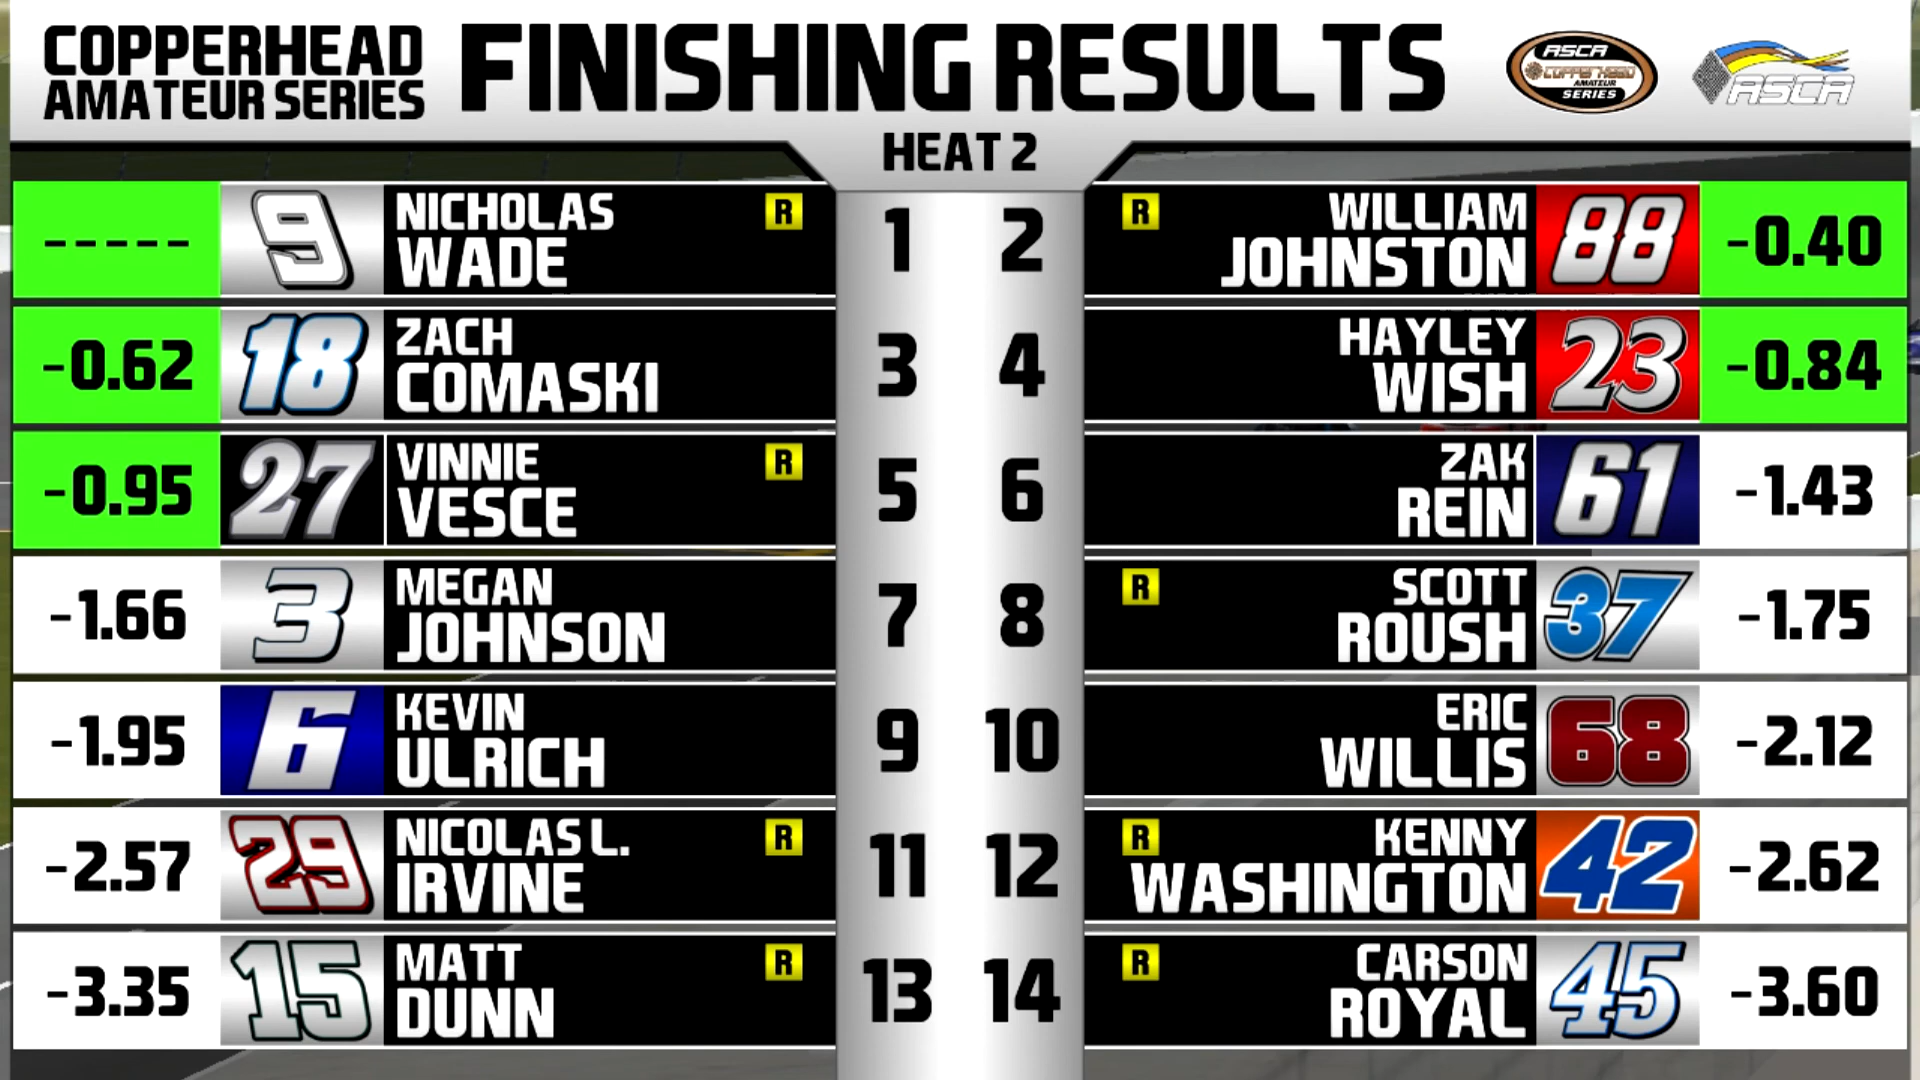 COPPERHEAD
AMATEUR SERIES
FINISHING RESULTS
ASCA
COPPERHEAD
AMATEUR
SERIES
ASCA
HEAT 2
-----
9
NICHOLAS
WADE
R
1
2
R
WILLIAM
JOHNSTON
88
-0.40
-0.62
18
ZACH
COMASKI
3
4
HAYLEY
WISH
23
-0.84
-0.95
27
VINNIE
VESCE
R
5
6
ZAK
REIN
61
-1.43
-1.66
3
MEGAN
JOHNSON
7
8
R
SCOTT
ROUSH
37
-1.75
-1.95
6
KEVIN
ULRICH
9
10
ERIC
WILLIS
68
-2.12
-2.57
29
NICOLAS L.
IRVINE
R
11
12
R
KENNY
WASHINGTON
42
-2.62
-3.35
15
MATT
DUNN
R
13
14
R
CARSON
ROYAL
45
-3.60